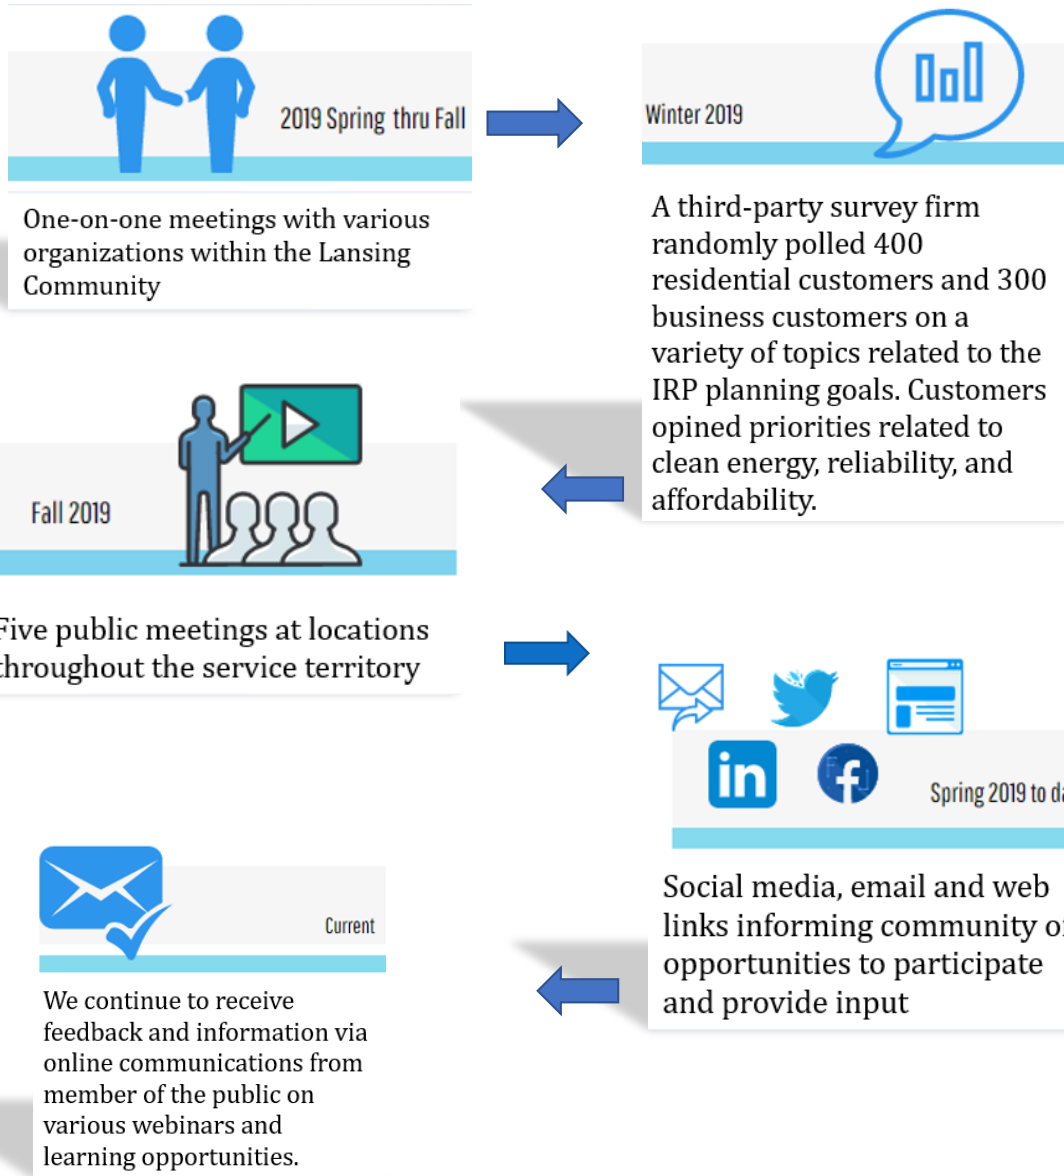 2019 Spring thru Fall
One-on-one meetings with various
organizations within the Lansing
Community
Winter 2019
A third-party survey firm
randomly polled 400
residential customers and 300
business customers on a
variety of topics related to the
IRP planning goals. Customers
opined priorities related to
clean energy, reliability, and
affordability.
Fall 2019
Five public meetings at locations
throughout the service territory
in
f
Spring 2019 to
Social media, email and web
links informing community
opportunities to participate
and provide input
Current
We continue to receive
feedback and information via
online communications from
member of the public on
various webinars and
learning opportunities.